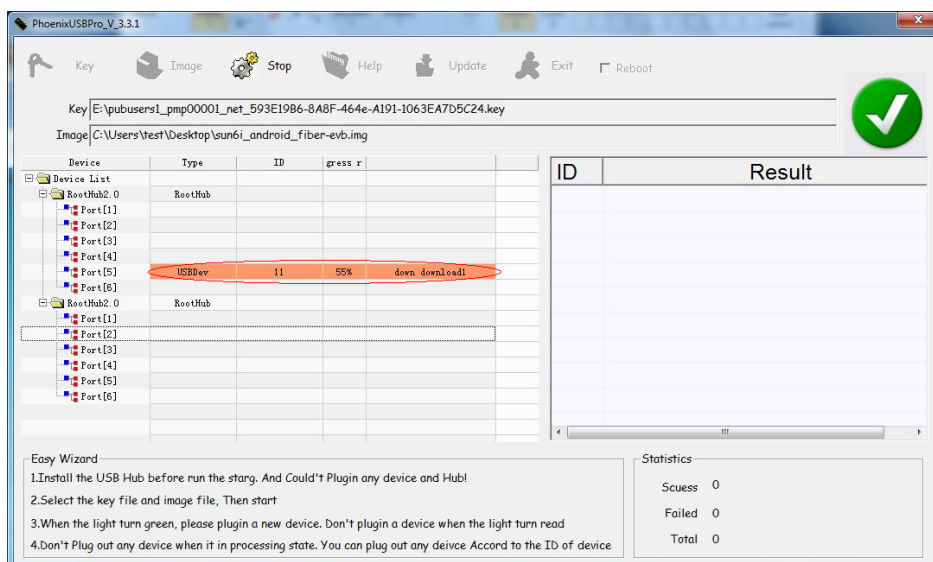 PhoenixUSBPro_V_3.3.1
Key Image Stop Help Update Exit Reboot
Key E:\pubusers1_pmp00001_net_593E19B6-8A8F-464e-A191-1063EA7D5C24.key
Image C:\Users\test\Desktop\sun6i_android_fiber-evb.img
Device Type ID gress r
Device List
RootHub2.0 RootHub
Port[1]
Port[2]
Port[3]
Port[4]
Port[5] USBDev 11 55% down download1
Port[6]
RootHub2.0 RootHub
Port[1]
Port[2]
Port[3]
Port[4]
Port[5]
Port[6]
ID Result
Easy Wizard
1.Install the USB Hub before run the starg. And Could't Plugin any device and Hub!
2.Select the key file and image file, Then start
3.When the light turn green, please plugin a new device. Don't plugin a device when the light turn read
4.Don't Plug out any device when it in processing state. You can plug out any deivce Accord to the ID of device
Statistics
Scuess 0
Failed 0
Total 0